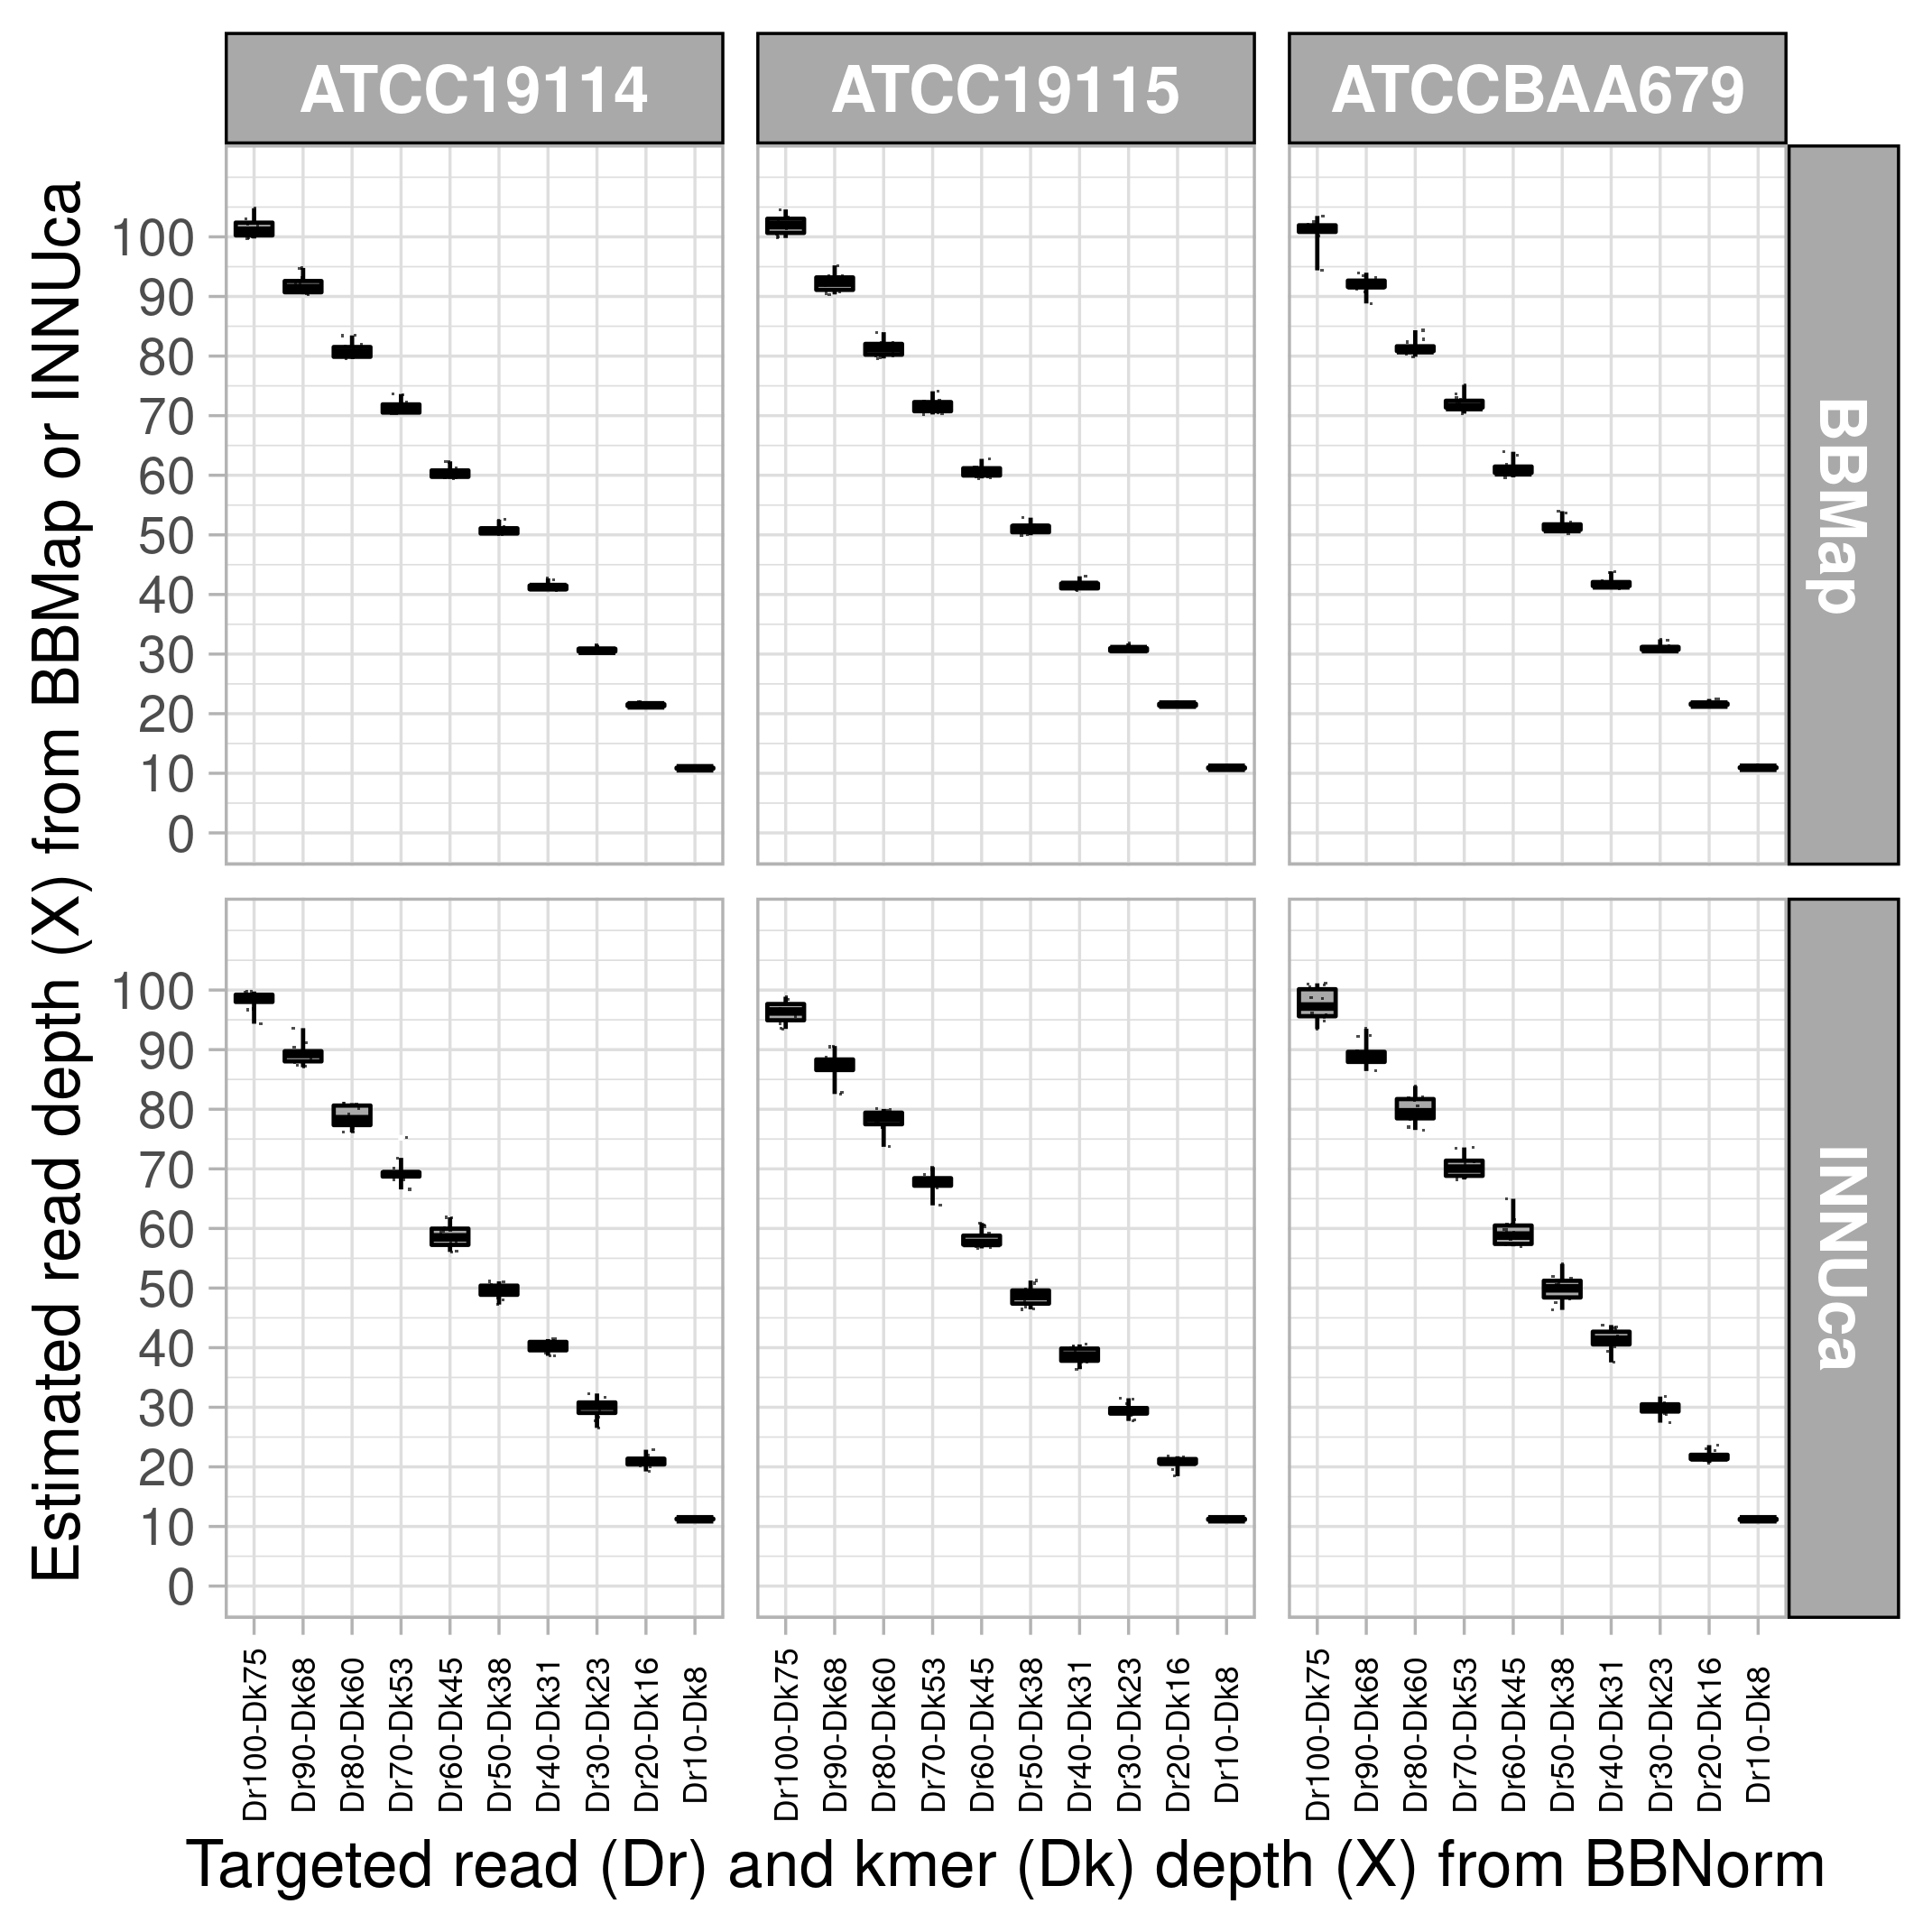 ATCC19114 ATCC19115 ATCCBAA679
Estimated read depth (X) from BBMap or INNUca
100
90
80
70
60
50
40
30
20
10
0
BBMap
100
90
80
70
60
50
40
30
20
10
0
INNUca
Dr100-Dk75 Dr90-Dk68 Dr80-Dk60 Dr70-Dk53 Dr60-Dk45 Dr50-Dk38 Dr40-Dk31 Dr30-Dk23 Dr20-Dk16 Dr10-Dk8
Dr100-Dk75 Dr90-Dk68 Dr80-Dk60 Dr70-Dk53 Dr60-Dk45 Dr50-Dk38 Dr40-Dk31 Dr30-Dk23 Dr20-Dk16 Dr10-Dk8
Dr100-Dk75 Dr90-Dk68 Dr80-Dk60 Dr70-Dk53 Dr60-Dk45 Dr50-Dk38 Dr40-Dk31 Dr30-Dk23 Dr20-Dk16 Dr10-Dk8
Targeted read (Dr) and kmer (Dk) depth (X) from BBNorm